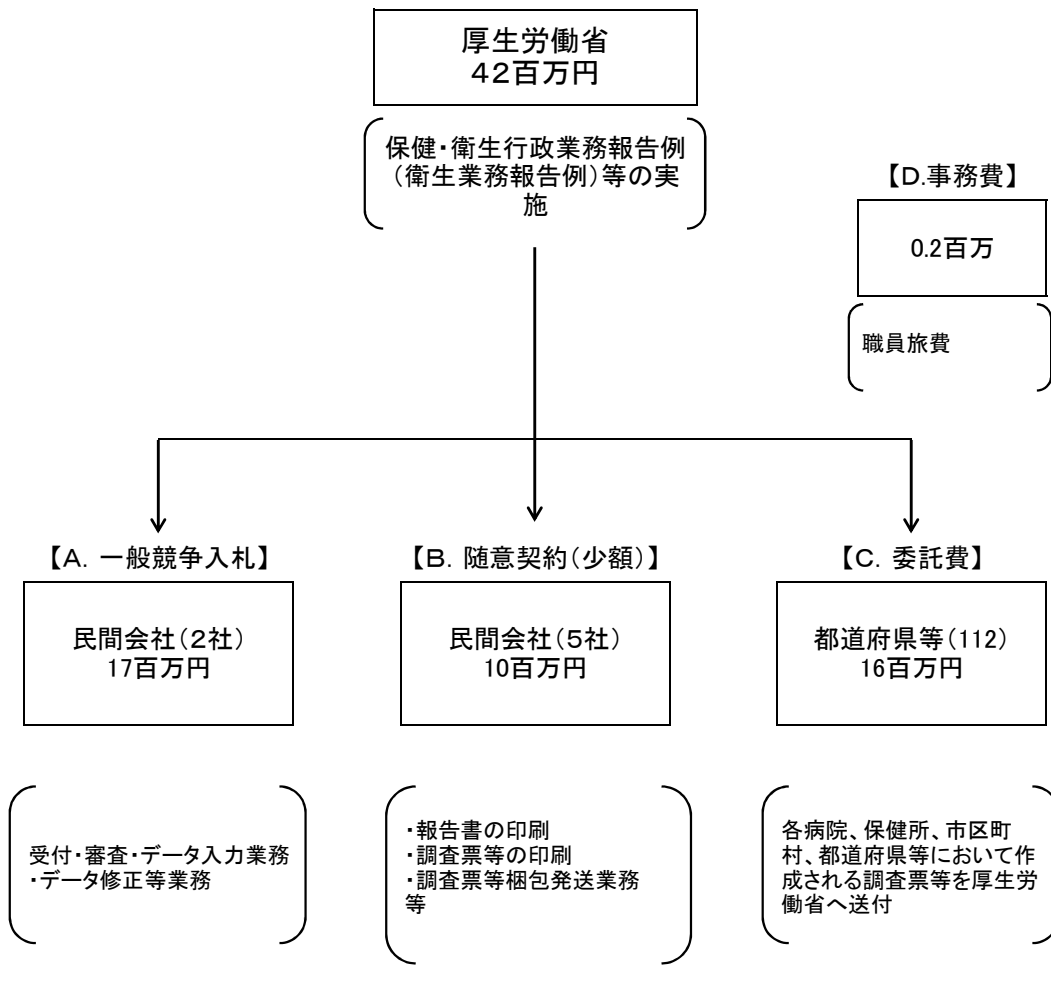 厚生労働省
42百万円
保健・衛生行政業務報告例
（衛生業務報告例）等の実
施
【D.事務費】
0.2百万
職員旅費
【A. 一般競争入札】
民間会社（2社）
17百万円
受付・審査・データ入力業務
・データ修正等業務
【B. 随意契約（少額）】
民間会社（5社）
10百万円
・報告書の印刷
・調査票等の印刷
・調査票等梱包発送業務
等
【C. 委託費】
都道府県等（112）
16百万円
各病院、保健所、市区町
村、都道府県等において作
成される調査票等を厚生労
働省へ送付